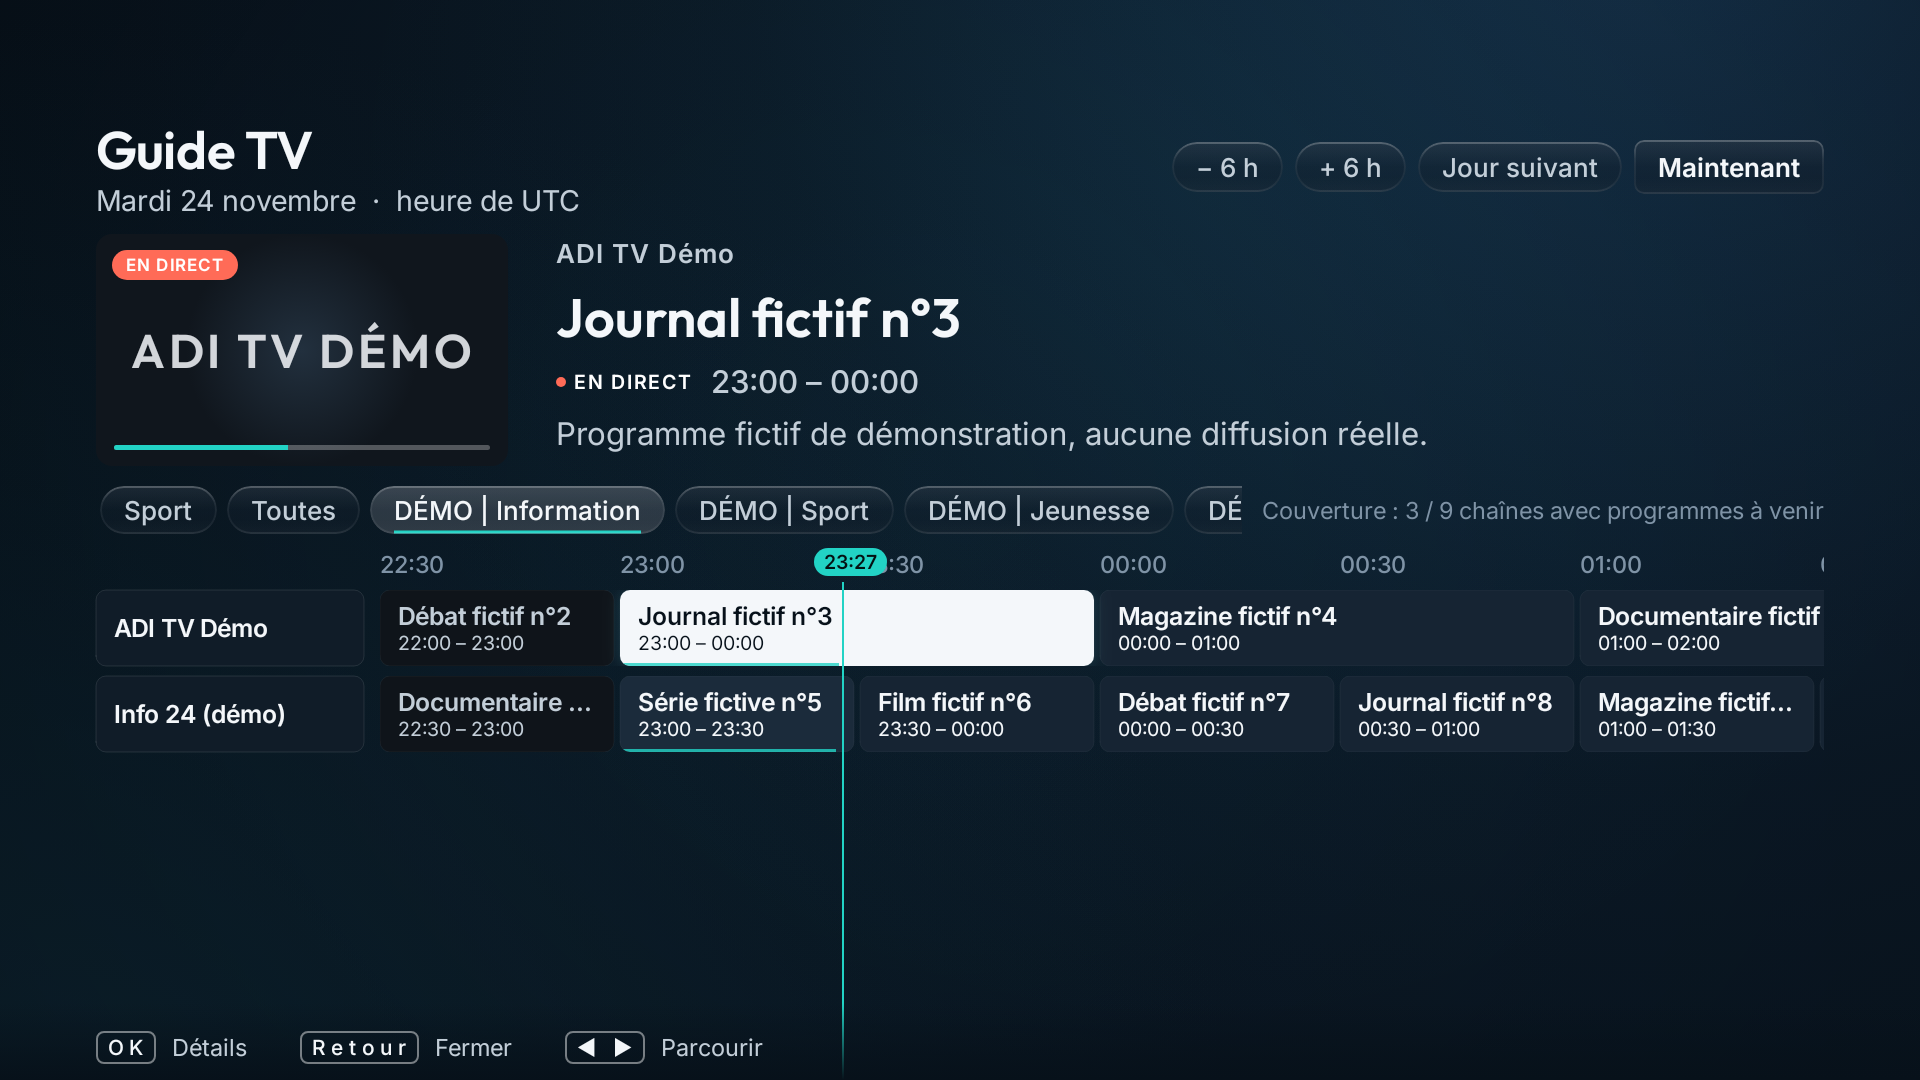 Guide TV
Mardi 24 novembre · heure de UTC
− 6 h
+ 6 h
Jour suivant
Maintenant
EN DIRECT
ADI TV DÉMO
ADI TV Démo
Journal fictif n°3
EN DIRECT 23:00 – 00:00
Programme fictif de démonstration, aucune diffusion réelle.
Sport
Toutes
DÉMO | Information
DÉMO | Sport
DÉMO | Jeunesse
DÉ
Couverture : 3 / 9 chaînes avec programmes à venir
22:30
23:00
23:27
:30
00:00
00:30
01:00
ADI TV Démo
Débat fictif n°2
22:00 – 23:00
Journal fictif n°3
23:00 – 00:00
Magazine fictif n°4
00:00 – 01:00
Documentaire fictif
01:00 – 02:00
Info 24 (démo)
Documentaire ...
22:30 – 23:00
Série fictive n°5
23:00 – 23:30
Film fictif n°6
23:30 – 00:00
Débat fictif n°7
00:00 – 00:30
Journal fictif n°8
00:30 – 01:00
Magazine fictif...
01:00 – 01:30
OK Détails
Retour Fermer
◀ ▶ Parcourir